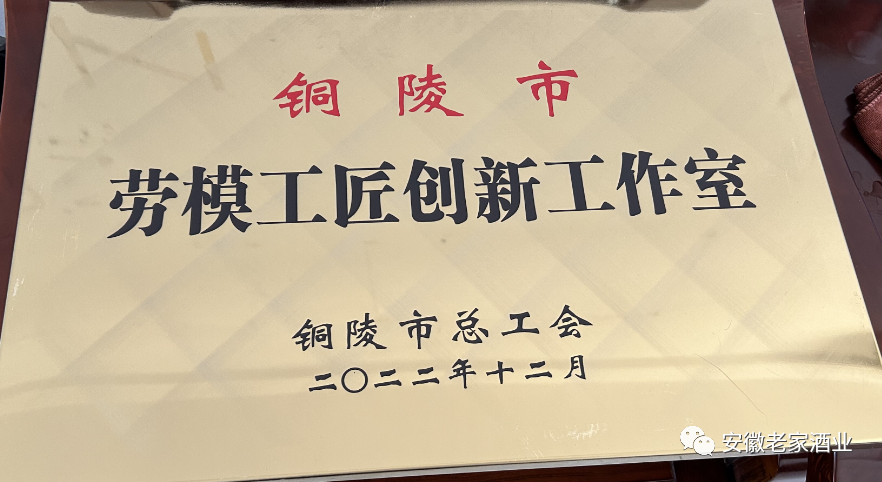 铜陵市
劳模工匠创新工作室
铜陵市总工会
二〇二二年十二月
安徽老家酒业